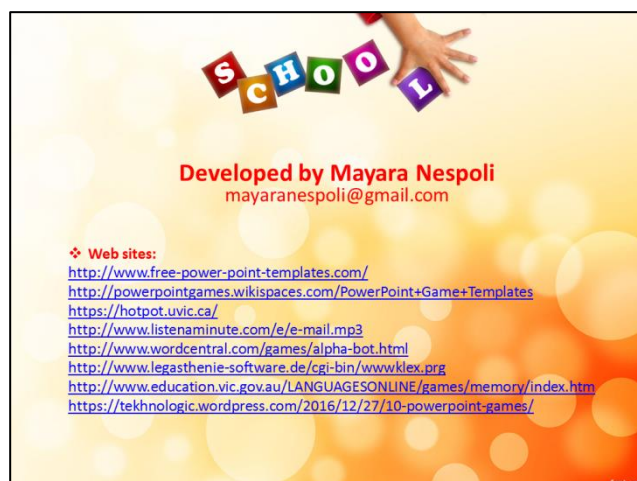 SCHOOL
Developed by Mayara Nespoli
mayaranespoli@gmail.com
❖ Web sites:
http://www.free-power-point-templates.com/
http://powerpointgames.wikispaces.com/PowerPoint+Game+Templates
https://hotpot.uvic.ca/
http://www.listenaminute.com/e/e-mail.mp3
http://www.wordcentral.com/games/alpha-bot.html
http://www.legasthenie-software.de/cgi-bin/wwwklex.prg
http://www.education.vic.gov.au/LANGUAGESONLINE/games/memory/index.htm
https://tekhnologic.wordpress.com/2016/12/27/10-powerpoint-games/